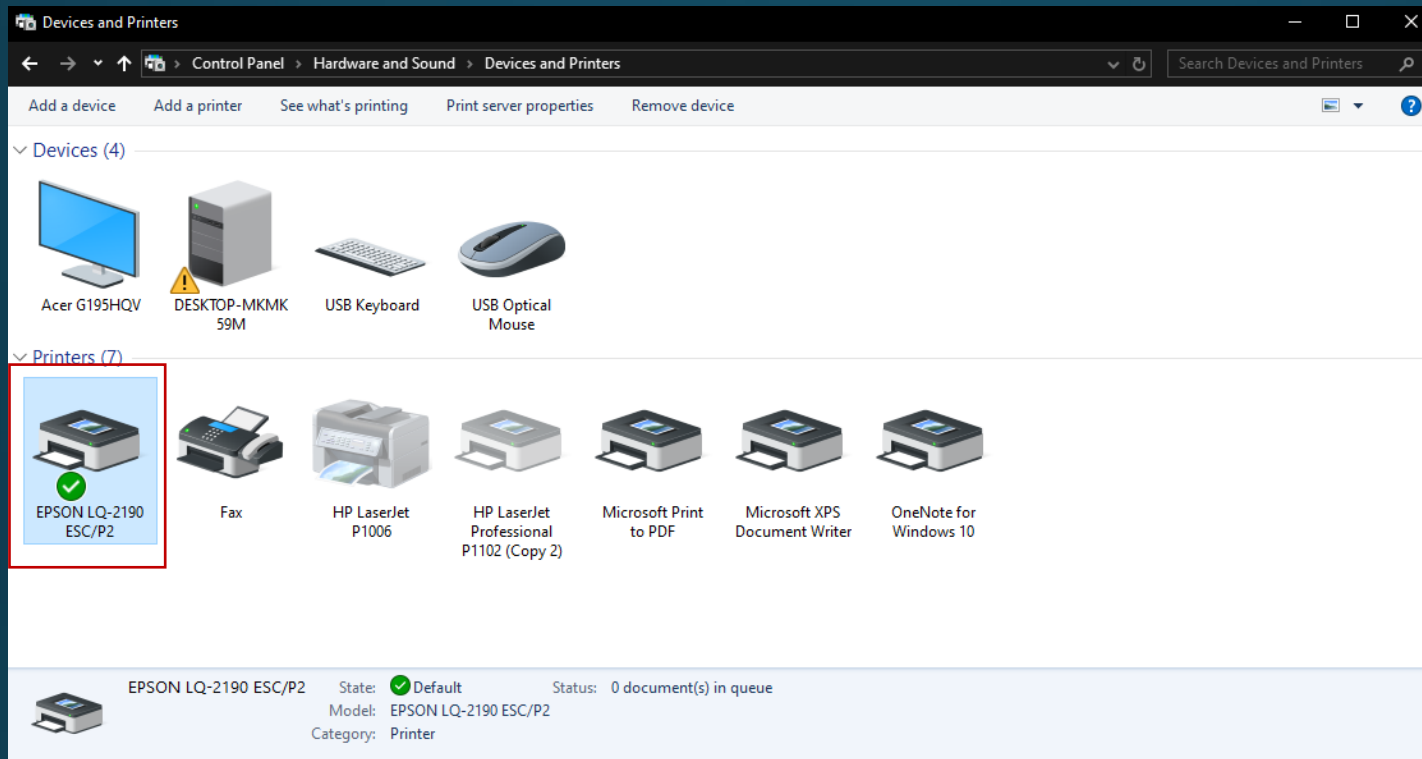 Devices and Printers
Control Panel > Hardware and Sound > Devices and Printers
Search Devices and Printers
Add a device Add a printer See what's printing Print server properties Remove device
?
Devices (4)
Acer G195HQV
DESKTOP-MKMK
59M
USB Keyboard
USB Optical
Mouse
Printers (7)
EPSON LQ-2190
ESC/P2
Fax
HP LaserJet
P1006
HP LaserJet
Professional
P1102 (Copy 2)
Microsoft Print
to PDF
Microsoft XPS
Document Writer
OneNote for
Windows 10
EPSON LQ-2190 ESC/P2 State: Default Status: 0 document(s) in queue
Model: EPSON LQ-2190 ESC/P2
Category: Printer